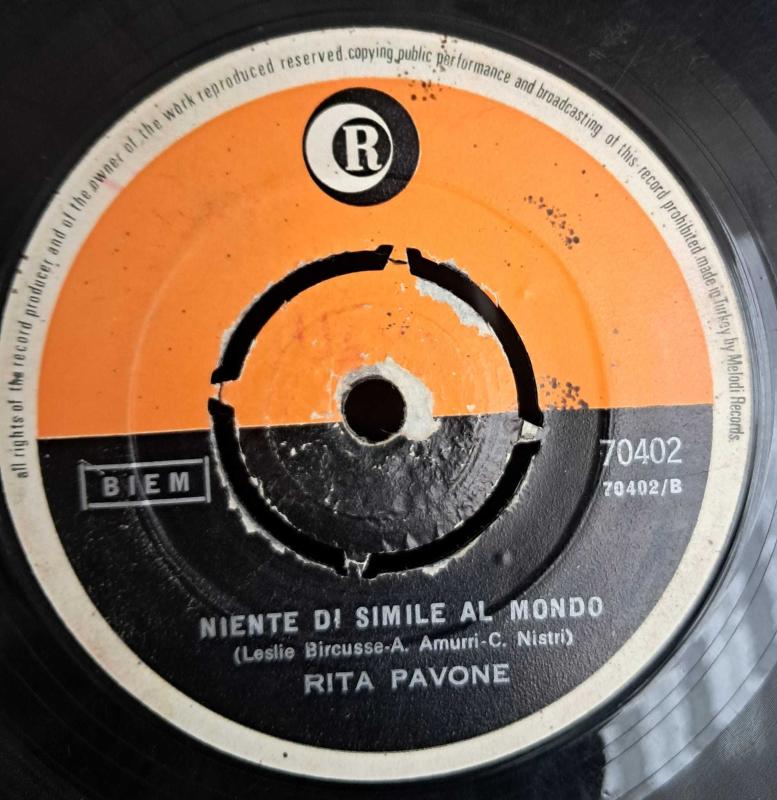 all rights of the record producer and of the owner of the work reproduced reserved.copying,public performance and broadcasting of this record prohibited.made in Turkey by Melodi Records.
R
BIEM
70402
70402/B
NIENTE DI SIMILE AL MONDO
(Leslie Bircusse-A. Amurri-C. Nistri)
RITA PAVONE